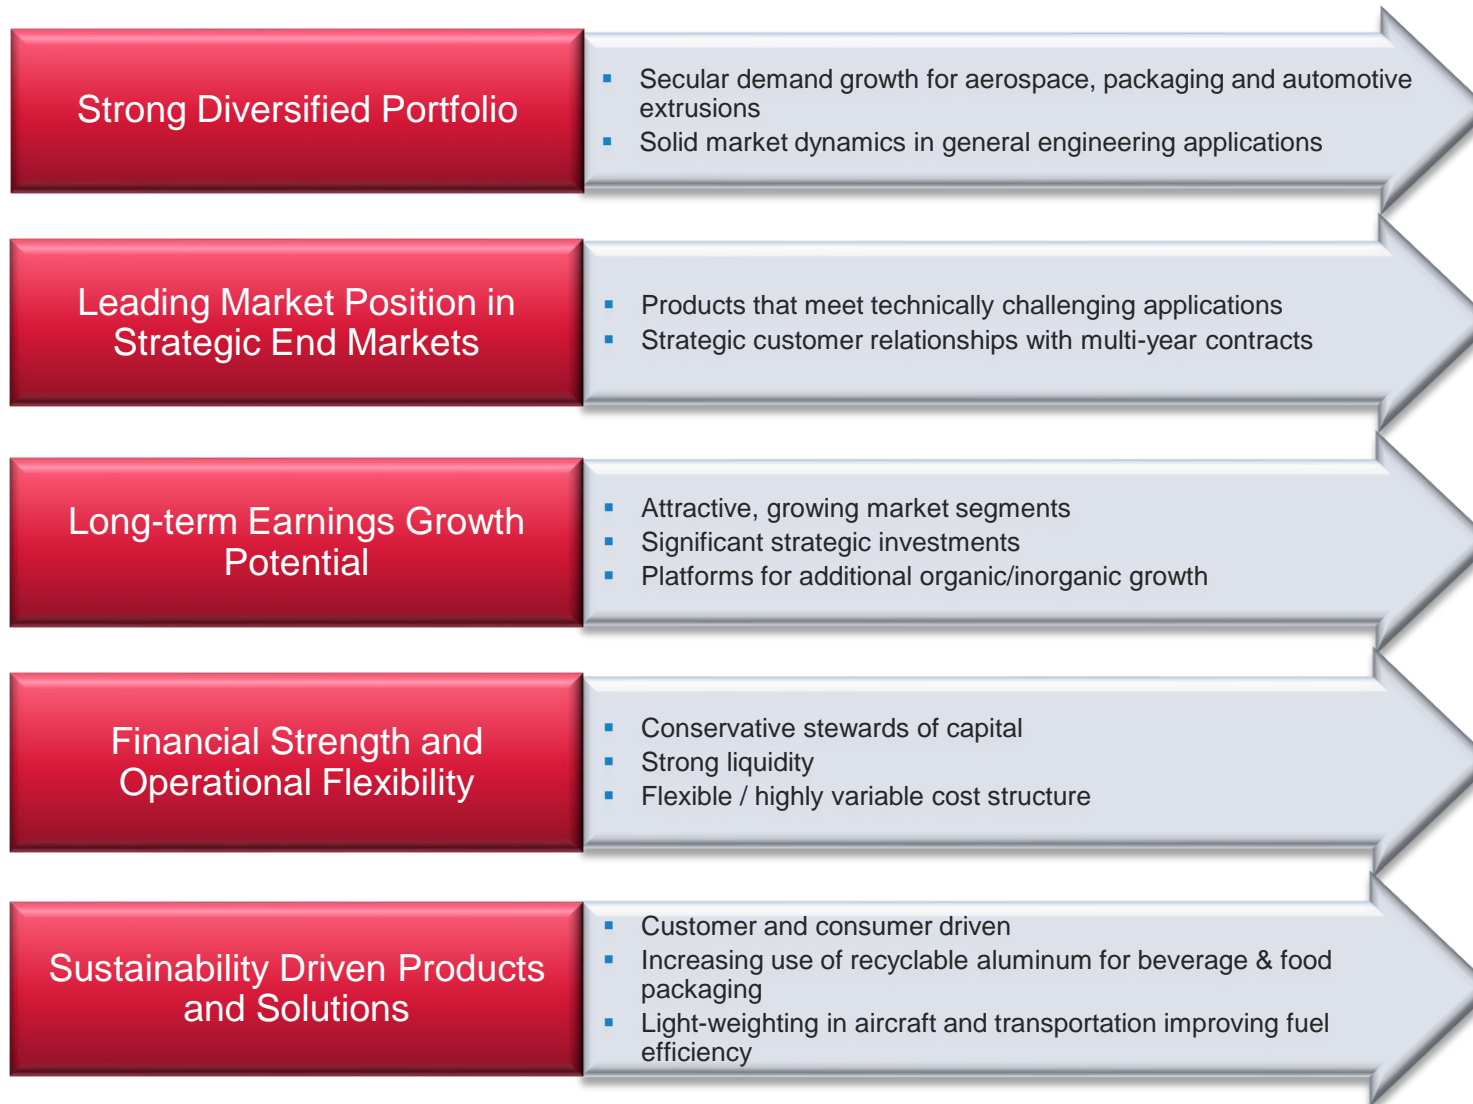 Strong Diversified Portfolio
▪ Secular demand growth for aerospace, packaging and automotive
extrusions
▪ Solid market dynamics in general engineering applications
Leading Market Position in
Strategic End Markets
▪ Products that meet technically challenging applications
▪ Strategic customer relationships with multi-year contracts
Long-term Earnings Growth
Potential
▪ Attractive, growing market segments
▪ Significant strategic investments
▪ Platforms for additional organic/inorganic growth
Financial Strength and
Operational Flexibility
▪ Conservative stewards of capital
▪ Strong liquidity
▪ Flexible / highly variable cost structure
Sustainability Driven Products
and Solutions
▪ Customer and consumer driven
▪ Increasing use of recyclable aluminum for beverage & food
packaging
▪ Light-weighting in aircraft and transportation improving fuel
efficiency